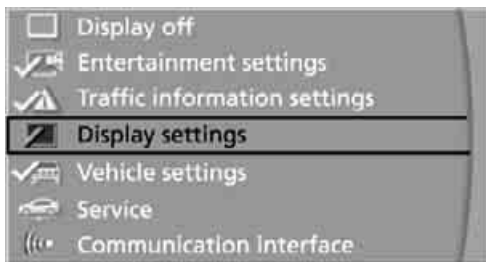 Display off
Entertainment settings
Traffic information settings
Display settings
Vehicle settings
Service
Communication interface